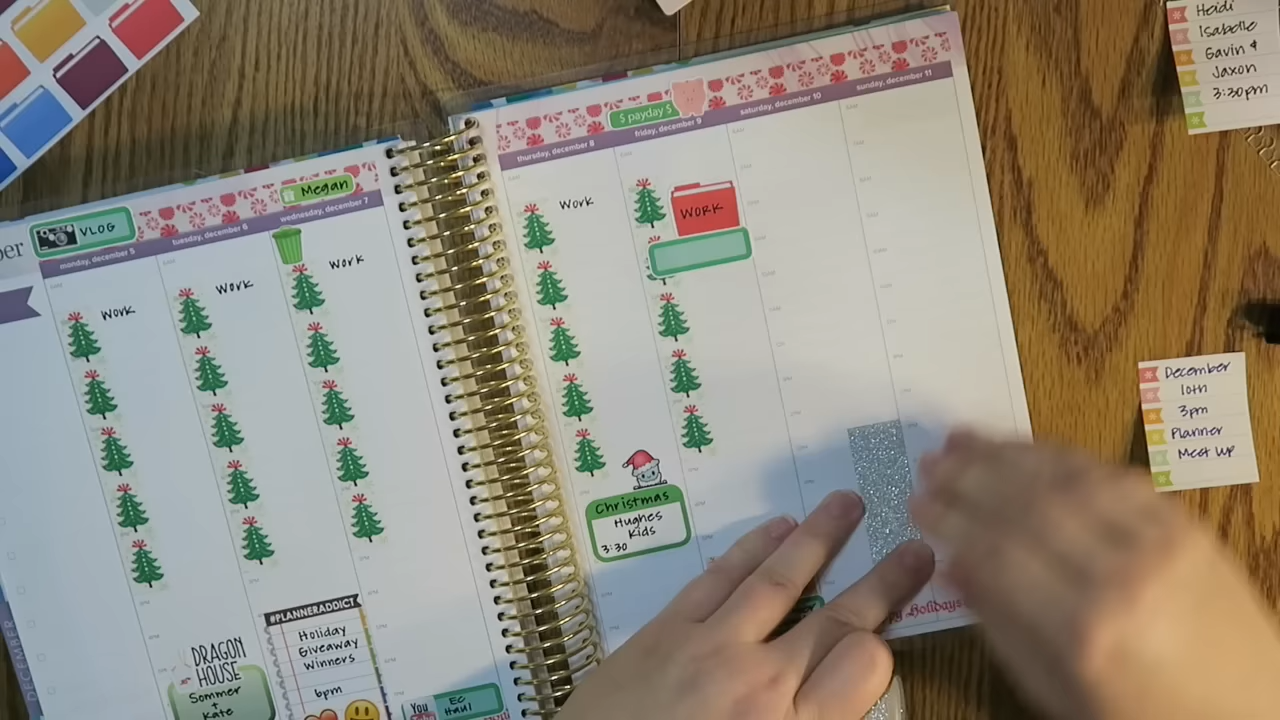 Heidi
Isabelle
Gavin &
Jaxon
3:30pm
$ payday $
sunday, december 11
saturday, december 10
friday, december 9
thursday, december 8
Megan
VLOG
wednesday, december 7
tuesday, december 6
monday, december 5
Work
Work
Work
Work
WORK
December
10th
3pm
Planner
Meet Up
Christmas
Hughes
Kids
3:30
#PLANNERADDICT
Holiday
Giveaway
Winners
6pm
DRAGON
HOUSE
Sommer
+
Kate
You
EC
Haul
Holidays
DECEMBER